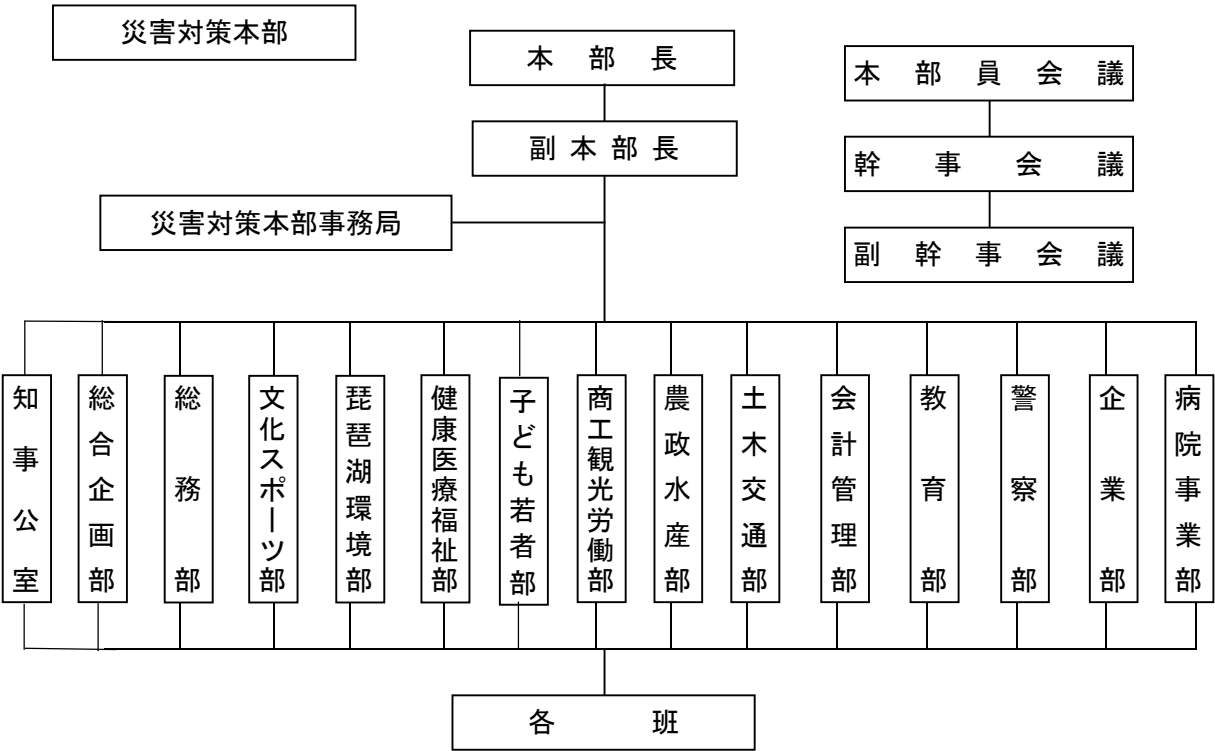 災害対策本部
本部長
副本部長
災害対策本部事務局
本部員会議
幹事会議
副幹事会議
知事公室
総合企画部
総務部
文化スポーツ部
琵琶湖環境部
健康医療福祉部
子ども若者部
商工観光労働部
農政水産部
土木交通部
会計管理部
教育部
警察部
企業部
病院事業部
各班